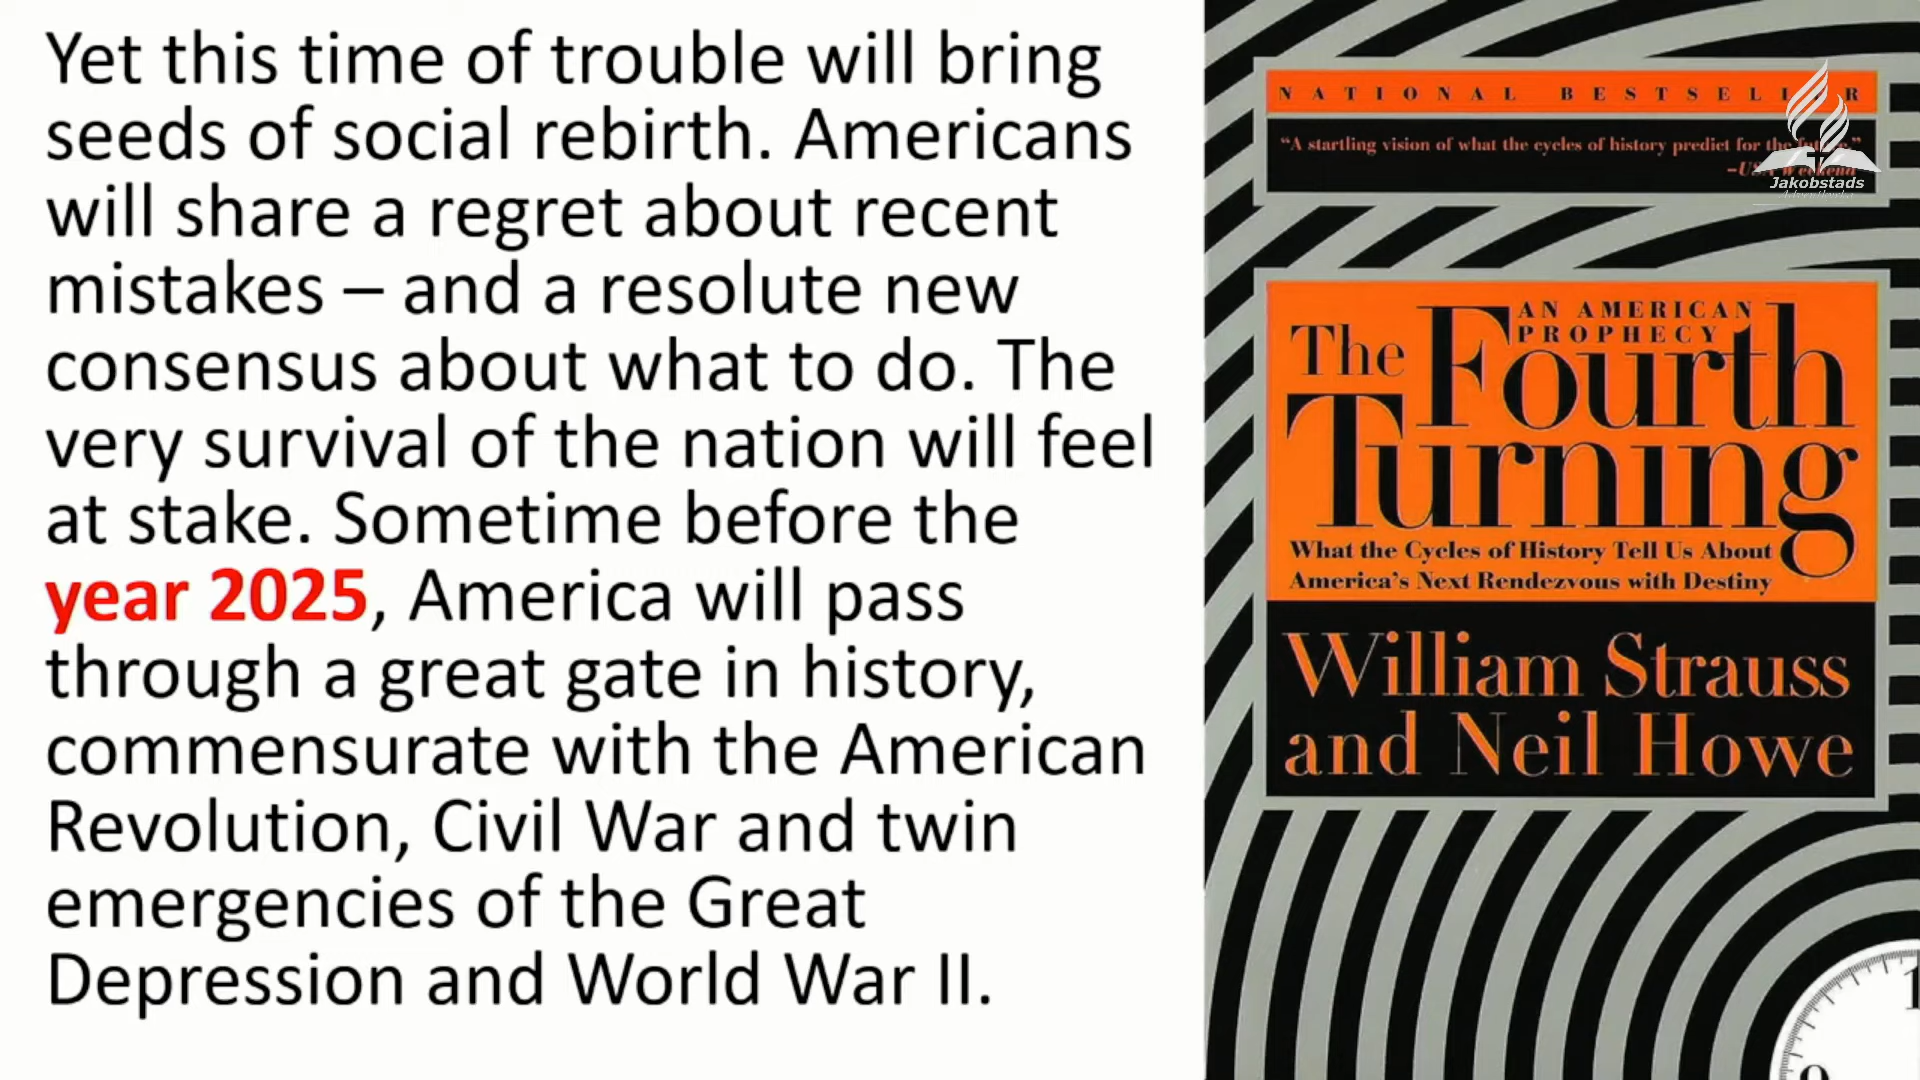 Yet this time of trouble will bring
seeds of social rebirth. Americans
will share a regret about recent
mistakes – and a resolute new
consensus about what to do. The
very survival of the nation will feel
at stake. Sometime before the
year 2025, America will pass
through a great gate in history,
commensurate with the American
Revolution, Civil War and twin
emergencies of the Great
Depression and World War II.
NATIONAL BESTSELLER
“A startling vision of what the cycles of history predict for the future.”
–USA Weekend
Jakobstads
AN AMERICAN
PROPHECY
The Fourth
Turning
What the Cycles of History Tell Us About
America's Next Rendezvous with Destiny
William Strauss
and Neil Howe
9